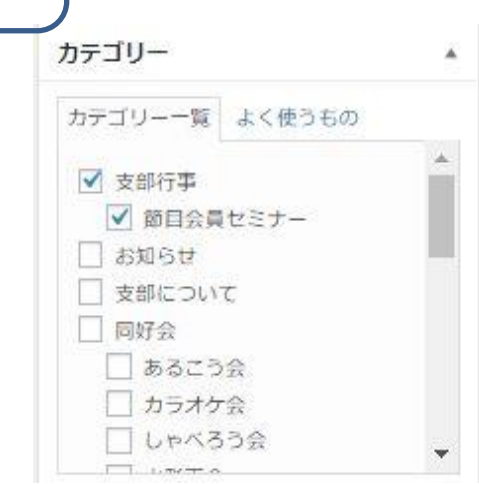 カテゴリー
カテゴリー一覧 よく使うもの
支部行事
節目会員セミナー
お知らせ
支部について
同好会
あるこう会
カラオケ会
しゃべろう会